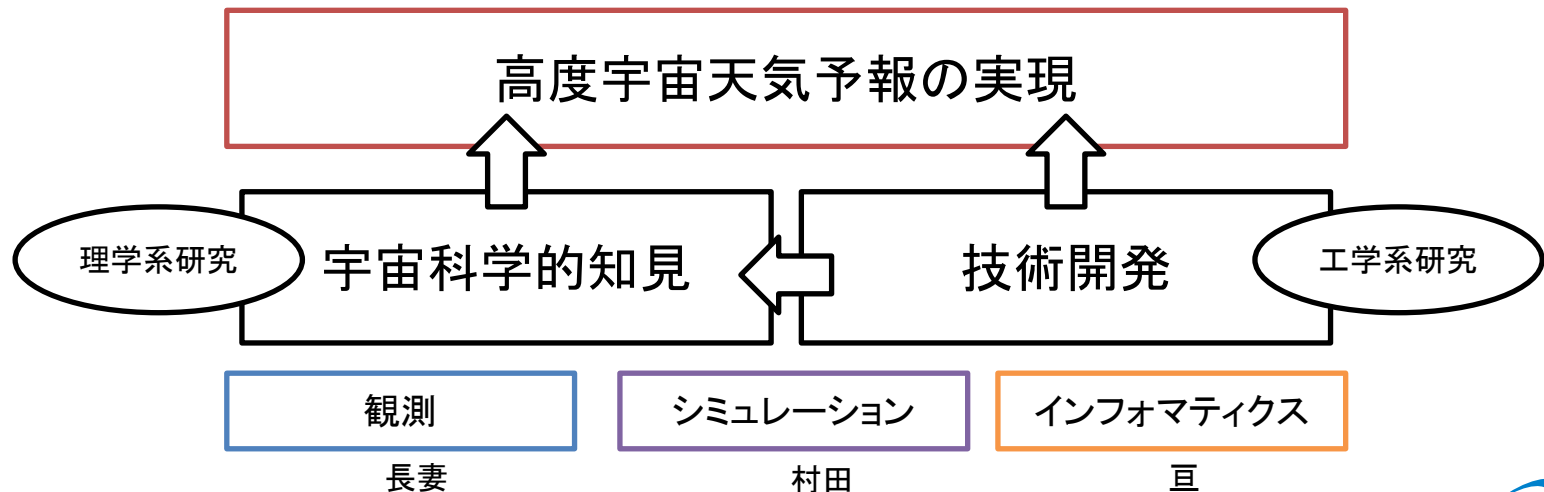 高度宇宙天気予報の実現
理学系研究
宇宙科学的知見
技術開発
工学系研究
観測
シミュレーション
インフォマティクス
長妻
村田
亘